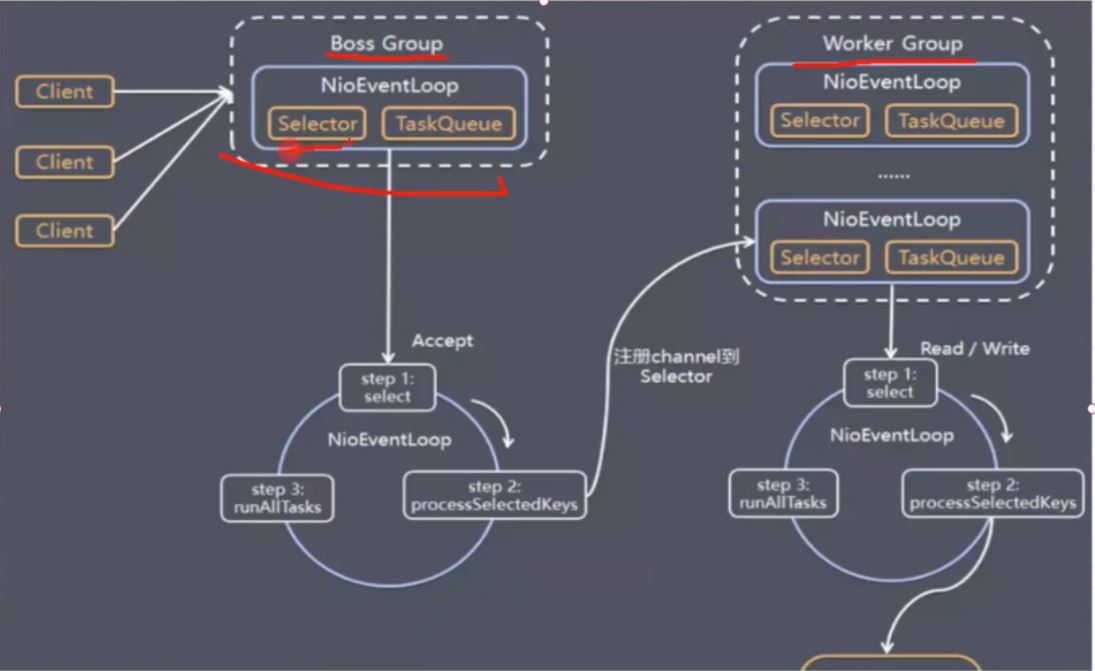 Boss Group
NioEventLoop
Selector
TaskQueue
Client
Client
Client
Worker Group
NioEventLoop
Selector
TaskQueue
......
NioEventLoop
Selector
TaskQueue
Accept
step 1:
select
NioEventLoop
step 2:
processSelectedKeys
step 3:
runAllTasks
注册channel到
Selector
Read / Write
step 1:
select
NioEventLoop
step 2:
processSelectedKeys
step 3:
runAllTasks